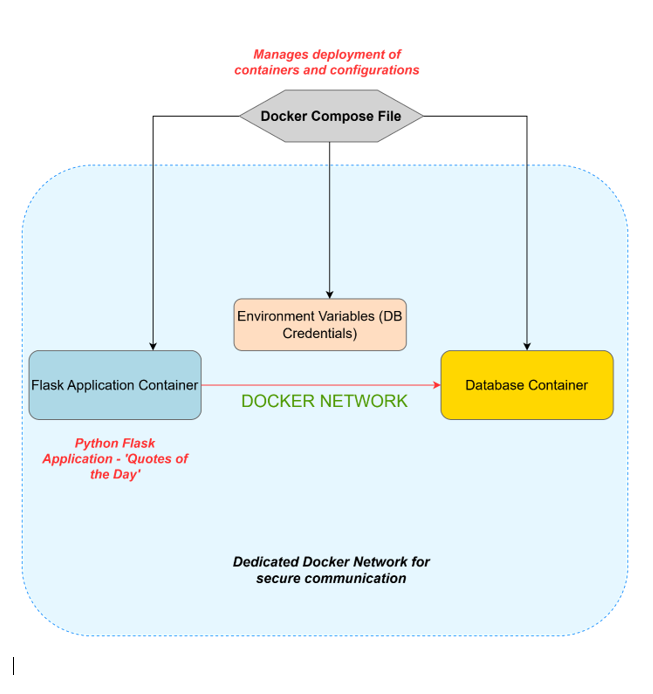 Manages deployment of
containers and configurations
Docker Compose File
Environment Variables (DB
Credentials)
Flask Application Container
Database Container
DOCKER NETWORK
Python Flask
Application - 'Quotes of
the Day'
Dedicated Docker Network for
secure communication